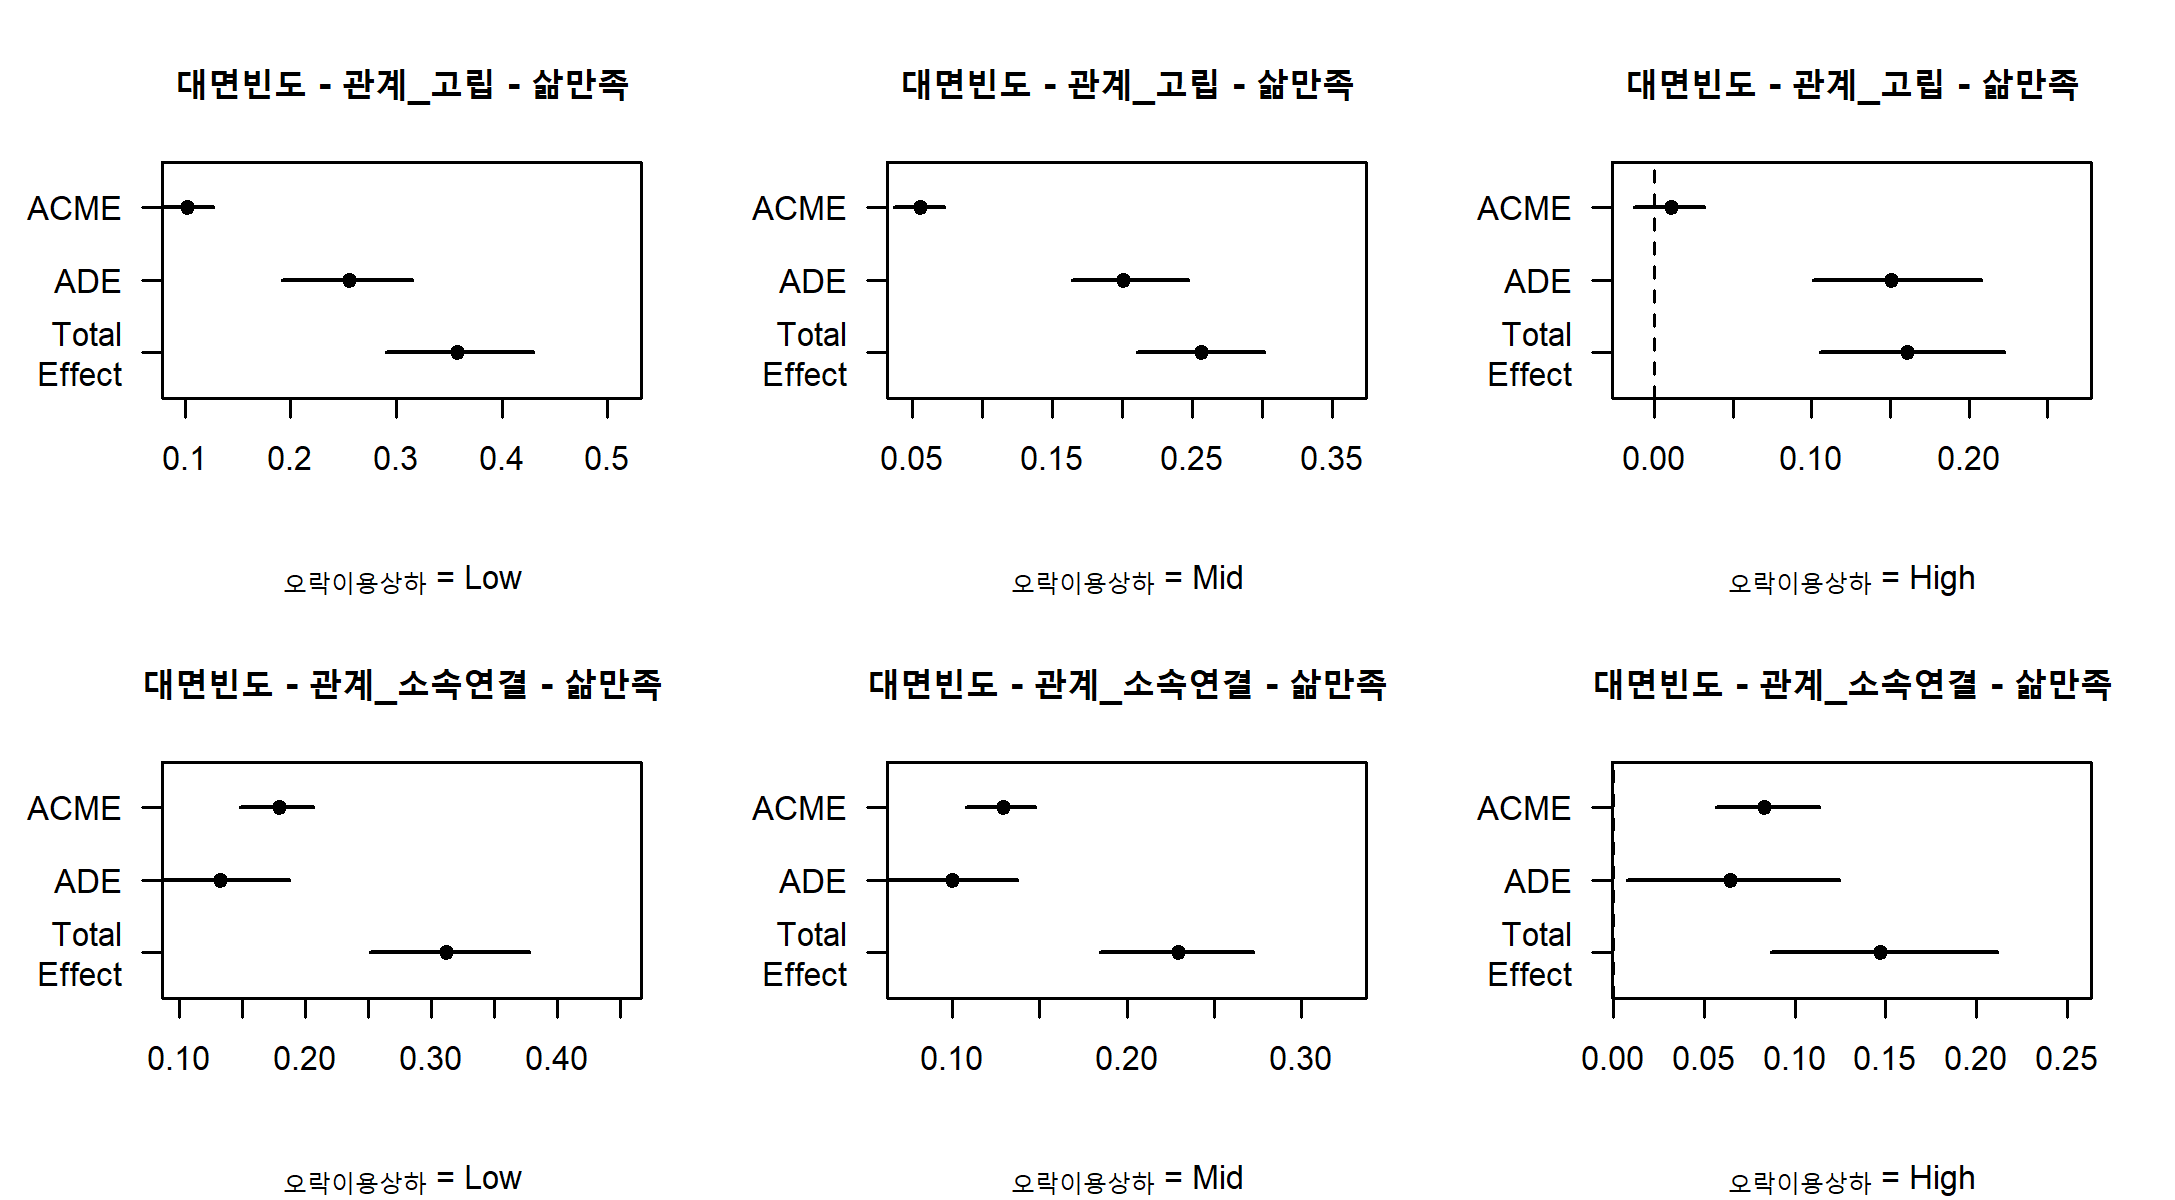 대면빈도 - 관계_고립 - 삶만족
ACME
ADE
Total
Effect
0.1 0.2 0.3 0.4 0.5
오락이용상하 = Low
대면빈도 - 관계_고립 - 삶만족
ACME
ADE
Total
Effect
0.05 0.15 0.25 0.35
오락이용상하 = Mid
대면빈도 - 관계_고립 - 삶만족
ACME
ADE
Total
Effect
0.00 0.10 0.20
오락이용상하 = High
대면빈도 - 관계_소속연결 - 삶만족
ACME
ADE
Total
Effect
0.10 0.20 0.30 0.40
오락이용상하 = Low
대면빈도 - 관계_소속연결 - 삶만족
ACME
ADE
Total
Effect
0.10 0.20 0.30
오락이용상하 = Mid
대면빈도 - 관계_소속연결 - 삶만족
ACME
ADE
Total
Effect
0.00 0.05 0.10 0.15 0.20 0.25
오락이용상하 = High